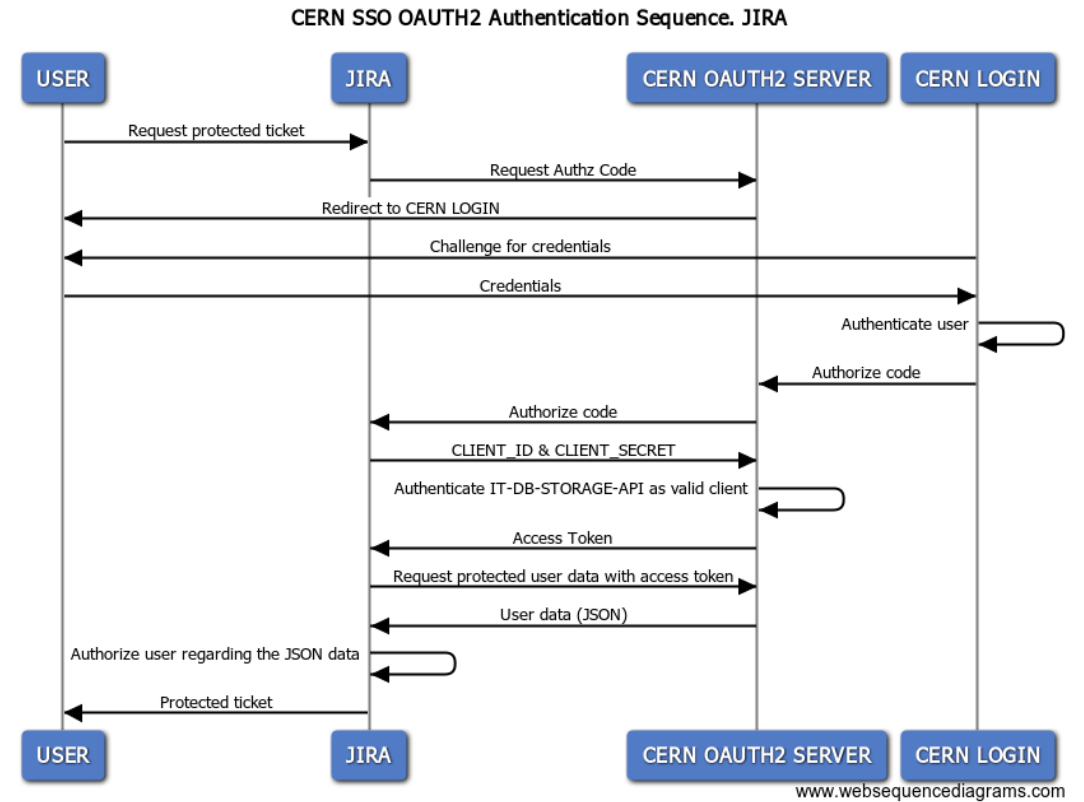 CERN SSO OAUTH2 Authentication Sequence. JIRA
USER
JIRA
CERN OAUTH2 SERVER
CERN LOGIN
Request protected ticket
Request Authz Code
Redirect to CERN LOGIN
Challenge for credentials
Credentials
Authenticate user
Authorize code
Authorize code
CLIENT_ID & CLIENT_SECRET
Authenticate IT-DB-STORAGE-API as valid client
Access Token
Request protected user data with access token
User data (JSON)
Authorize user regarding the JSON data
Protected ticket
USER
JIRA
CERN OAUTH2 SERVER
CERN LOGIN
www.websequencediagrams.com